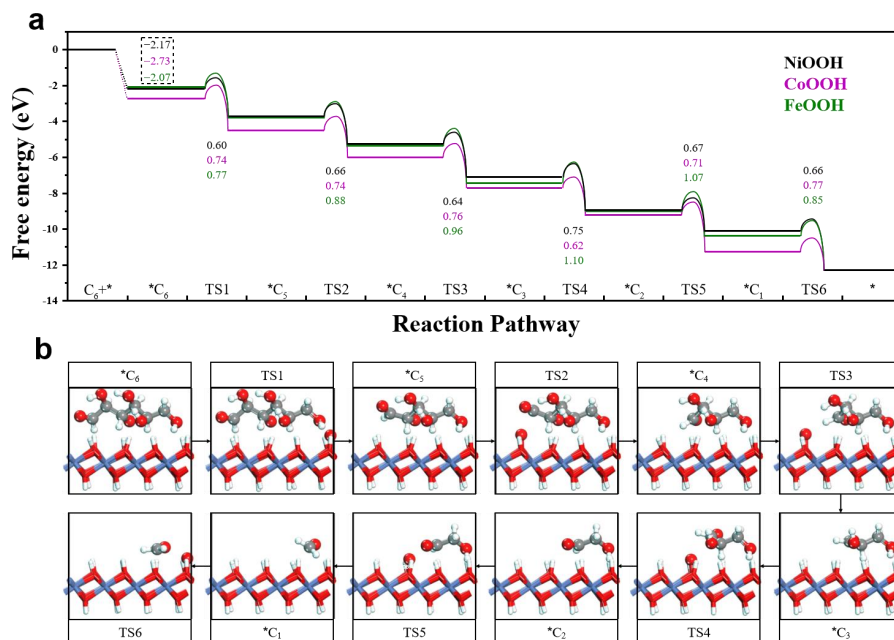 a
Free energy (eV)
0
−2
−4
−6
−8
−10
−12
−14
−2.17
−2.73
−2.07
NiOOH
CoOOH
FeOOH
0.60
0.74
0.77
0.66
0.74
0.88
0.64
0.76
0.96
0.75
0.62
1.10
0.67
0.71
1.07
0.66
0.77
0.85
C₆+* *C₆ TS1 *C₅ TS2 *C₄ TS3 *C₃ TS4 *C₂ TS5 *C₁ TS6 *
Reaction Pathway
b
*C₆ TS1 *C₅ TS2 *C₄ TS3
TS6 *C₁ TS5 *C₂ TS4 *C₃